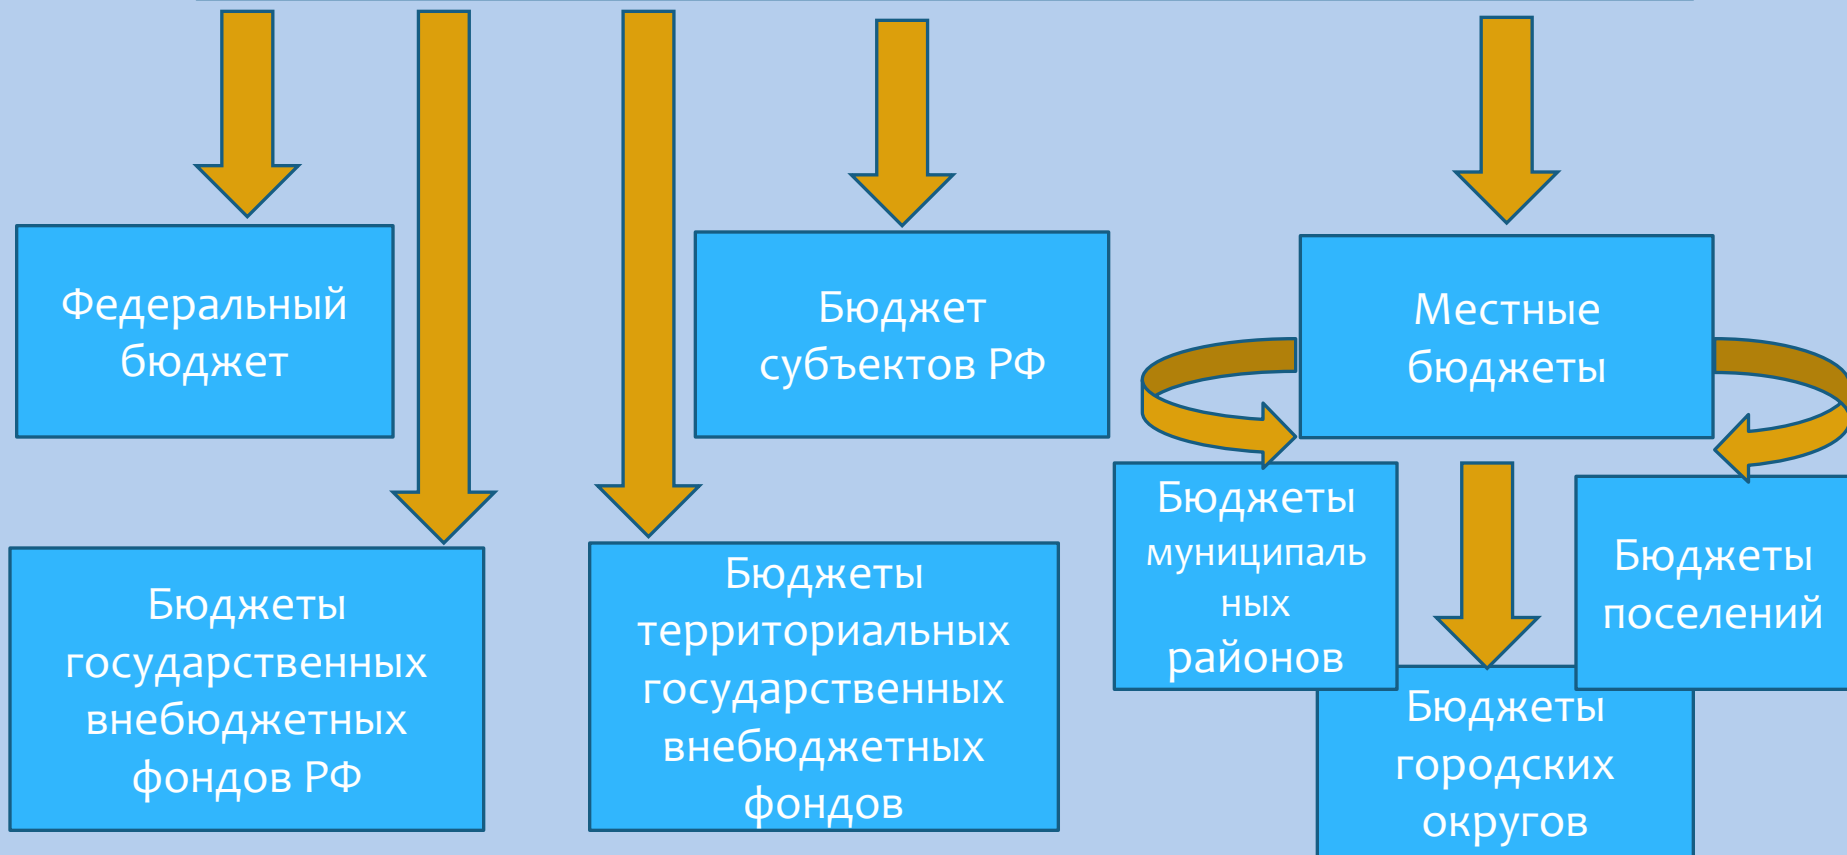 Федеральный
бюджет
Бюджет
субъектов РФ
Местные
бюджеты
Бюджеты
государственных
внебюджетных
фондов РФ
Бюджеты
территориальных
государственных
внебюджетных
фондов
Бюджеты
муниципаль
ных
районов
Бюджеты
поселений
Бюджеты
городских
округов